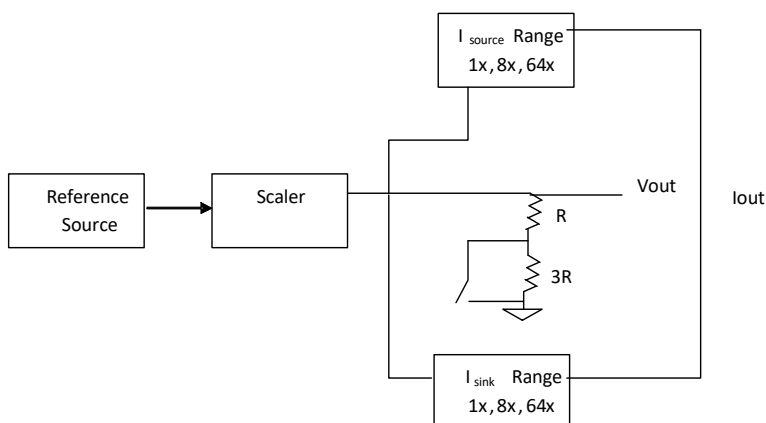 I source Range
1x, 8x, 64x
Reference
Source
Scaler
Vout
Iout
R
3R
I sink Range
1x, 8x, 64x